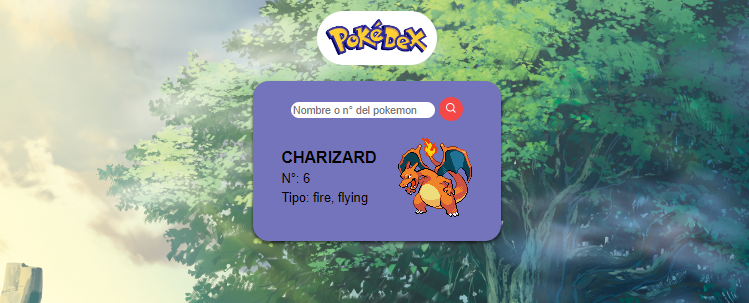 PoKéDeX
Nombre o n° del pokemon
CHARIZARD
N°: 6
Tipo: fire, flying